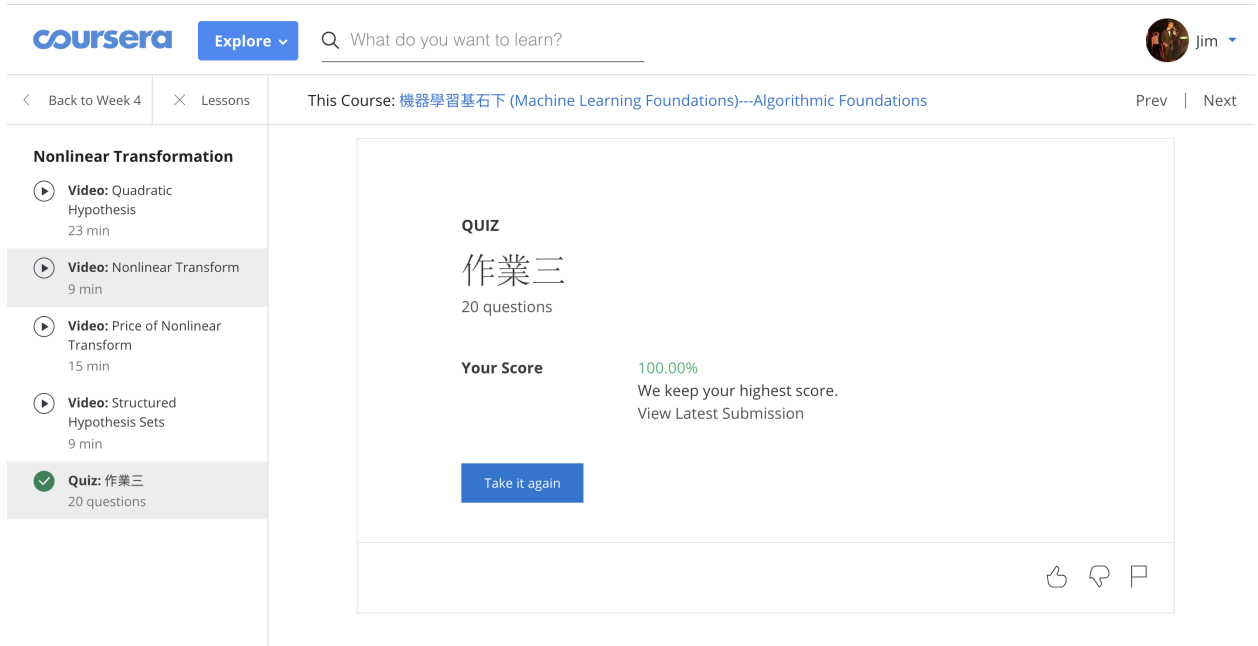 coursera
Explore
What do you want to learn?
Jim
Back to Week 4
Lessons
This Course: 機器學習基石下 (Machine Learning Foundations)---Algorithmic Foundations
Prev | Next
Nonlinear Transformation
Video: Quadratic
Hypothesis
23 min
Video: Nonlinear Transform
9 min
Video: Price of Nonlinear
Transform
15 min
Video: Structured
Hypothesis Sets
9 min
Quiz: 作業三
20 questions
QUIZ
作業三
20 questions
Your Score
100.00%
We keep your highest score.
View Latest Submission
Take it again